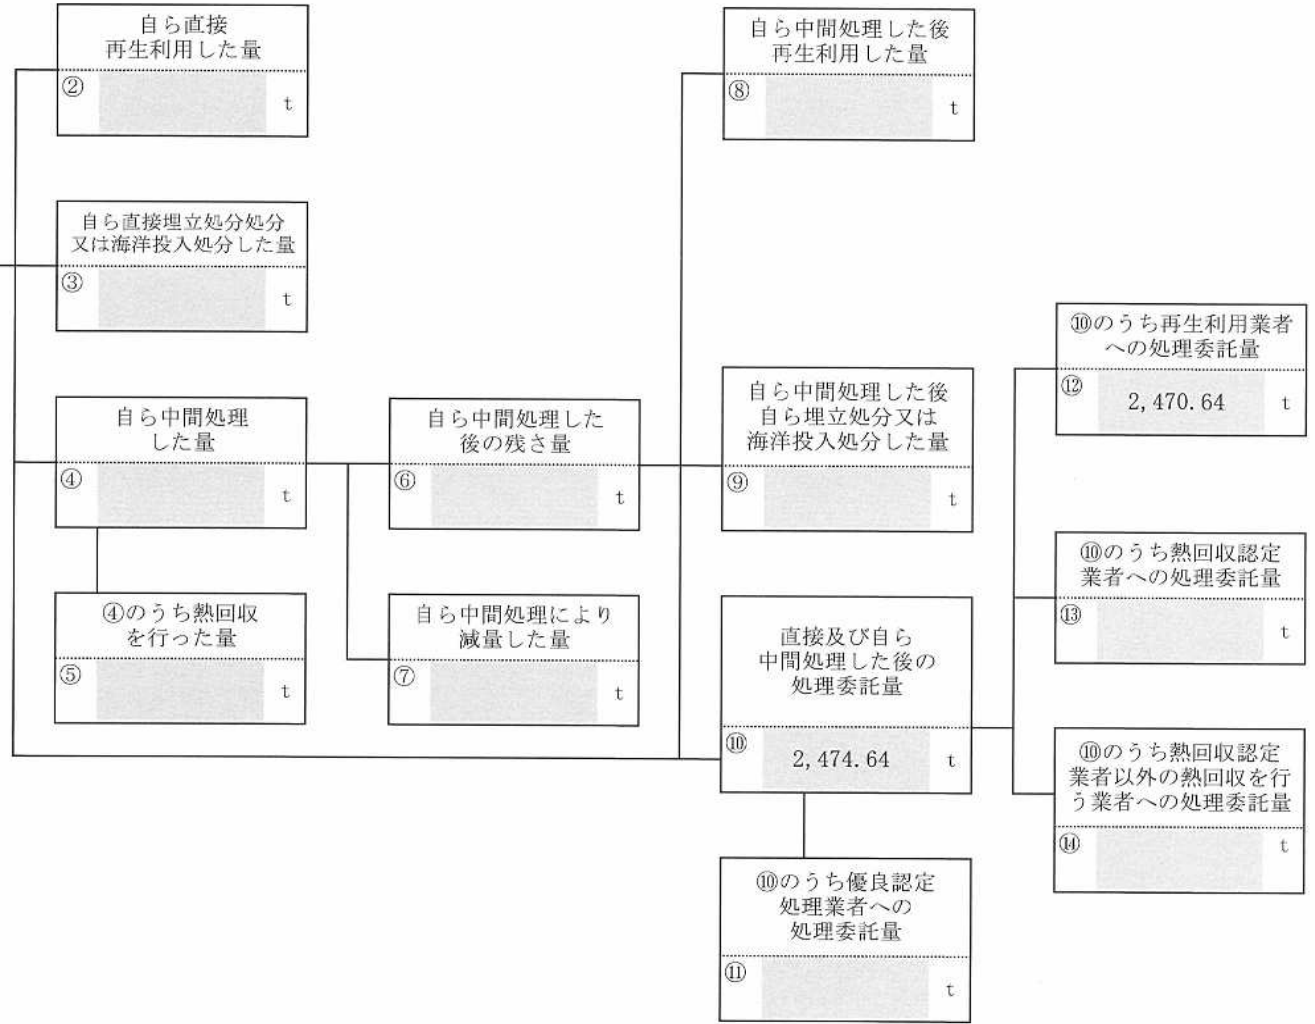 自ら直接
再生利用した量
② t
自ら中間処理した後
再生利用した量
⑧ t
自ら直接埋立処分処分
又は海洋投入処分した量
③ t
⑩のうち再生利用業者
への処理委託量
⑫ 2,470.64 t
自ら中間処理
した量
④ t
自ら中間処理した
後の残さ量
⑥ t
自ら中間処理した後
自ら埋立処分又は
海洋投入処分した量
⑨ t
⑩のうち熱回収認定
業者への処理委託量
⑬ t
④のうち熱回収
を行った量
⑤ t
自ら中間処理により
減量した量
⑦ t
直接及び自ら
中間処理した後の
処理委託量
⑩ 2,474.64 t
⑩のうち熱回収認定
業者以外の熱回収を行
う業者への処理委託量
⑭ t
⑩のうち優良認定
処理業者への
処理委託量
⑪ t